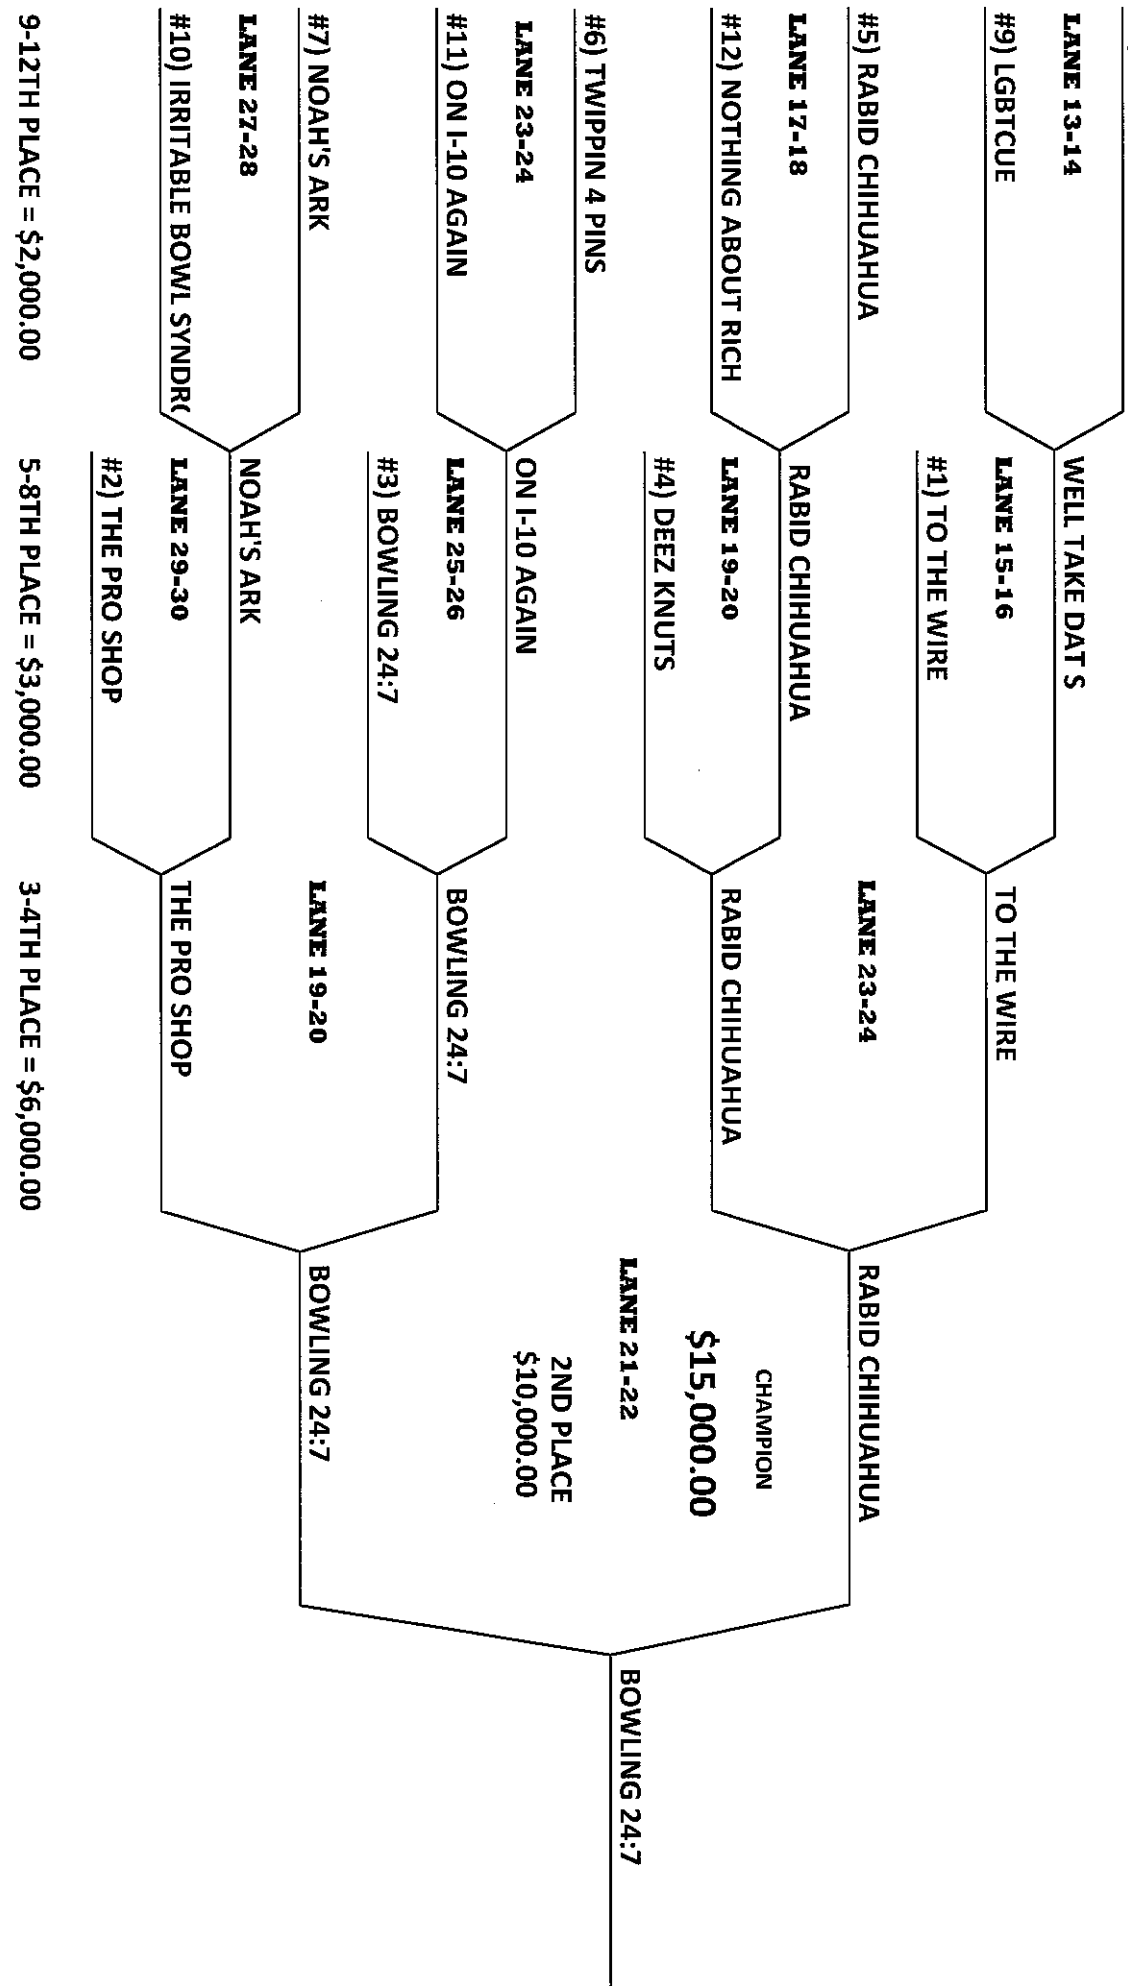 LANE 13-14
#9) LGBTCUE
#5) RABID CHIHUAHUA
LANE 17-18
#12) NOTHING ABOUT RICH
#6) TWIPPIN 4 PINS
LANE 23-24
#11) ON I-10 AGAIN
#7) NOAH'S ARK
LANE 27-28
#10) IRRITABLE BOWL SYNDRO
9-12TH PLACE = $2,000.00
WELL TAKE DAT S
LANE 15-16
#1) TO THE WIRE
RABID CHIHUAHUA
LANE 19-20
#4) DEEZ KNUTS
ON I-10 AGAIN
LANE 25-26
#3) BOWLING 24:7
NOAH'S ARK
LANE 29-30
#2) THE PRO SHOP
5-8TH PLACE = $3,000.00
TO THE WIRE
LANE 23-24
RABID CHIHUAHUA
BOWLING 24:7
LANE 19-20
THE PRO SHOP
3-4TH PLACE = $6,000.00
RABID CHIHUAHUA
CHAMPION
$15,000.00
LANE 21-22
2ND PLACE
$10,000.00
BOWLING 24:7
BOWLING 24:7